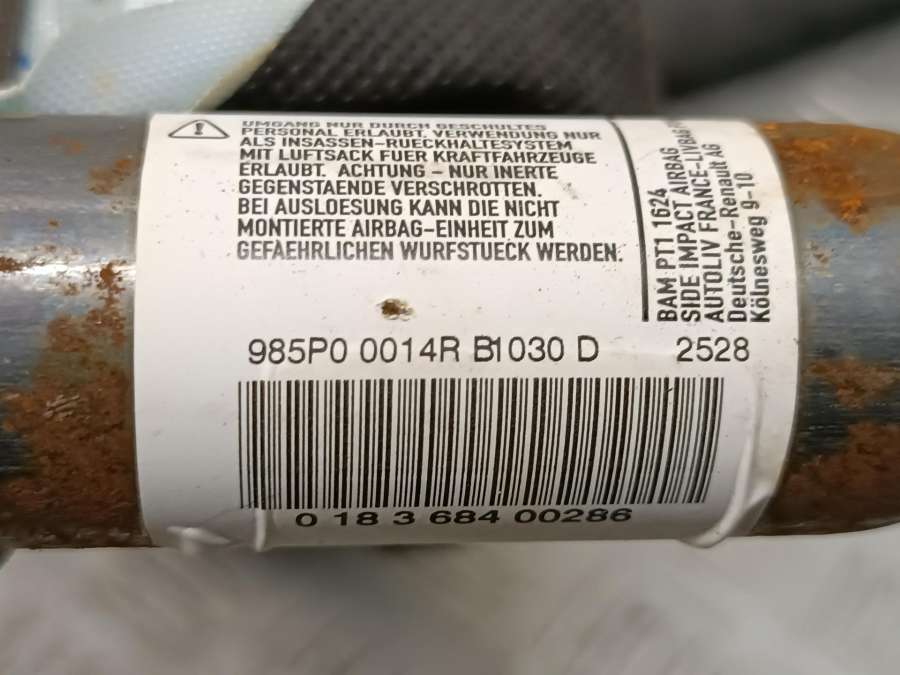 UMGANG NUR DURCH GESCHULTES
PERSONAL ERLAUBT. VERWENDUNG NUR
ALS INSASSEN-RUECKHALTESYSTEM
MIT LUFTSACK FUER KRAFTFAHRZEUGE
ERLAUBT. ACHTUNG - NUR INERTE
GEGENSTAENDE VERSCHROTTEN.
BEI AUSLOESUNG KANN DIE NICHT
MONTIERTE AIRBAG-EINHEIT ZUM
GEFAEHRLICHEN WURFSTUECK WERDEN.
BAM PT1 1624
SIDE IMPACT AIRBAG
AUTOLIV FRANCE-LIVBAG
Deutsche-Renault AG
Kölnesweg 9-10
985P0 0014R B1030 D 2528
0 18 3 684 00286